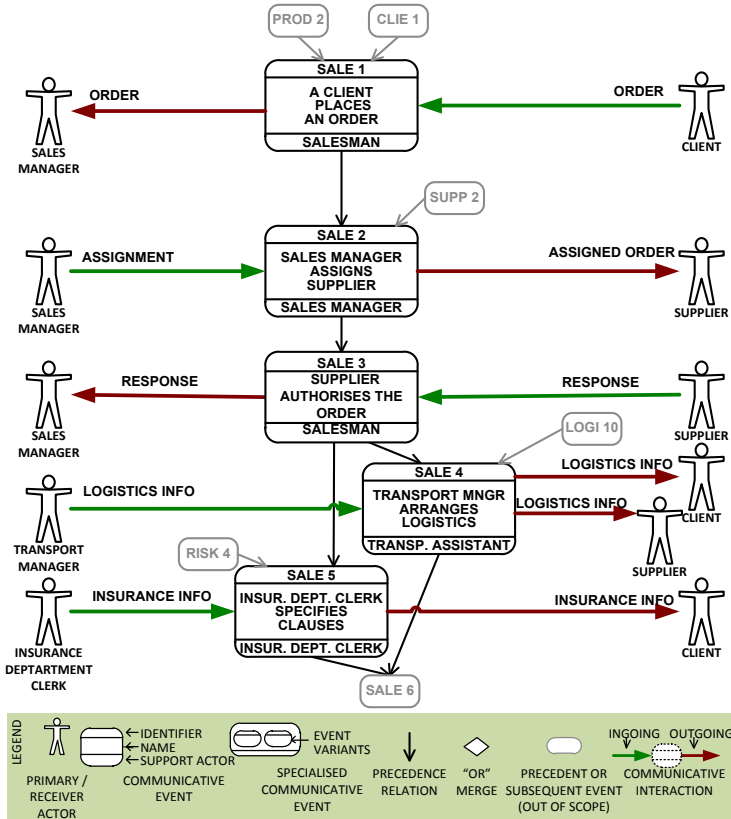 PROD 2
CLIE 1
SALE 1
A CLIENT
PLACES
AN ORDER
SALESMAN
ORDER
SALES
MANAGER
ORDER
CLIENT
SUPP 2
SALE 2
SALES MANAGER
ASSIGNS
SUPPLIER
SALES MANAGER
ASSIGNMENT
SALES
MANAGER
ASSIGNED ORDER
SUPPLIER
SALE 3
SUPPLIER
AUTHORISES THE
ORDER
SALESMAN
RESPONSE
SALES
MANAGER
RESPONSE
SUPPLIER
LOGI 10
SALE 4
TRANSPORT MNGR
ARRANGES
LOGISTICS
TRANSP. ASSISTANT
LOGISTICS INFO
TRANSPORT
MANAGER
LOGISTICS INFO
CLIENT
LOGISTICS INFO
SUPPLIER
RISK 4
SALE 5
INSUR. DEPT. CLERK
SPECIFIES
CLAUSES
INSUR. DEPT. CLERK
INSURANCE INFO
INSURANCE
DEPTARTMENT
CLERK
INSURANCE INFO
CLIENT
SALE 6
LEGEND
PRIMARY /
RECEIVER
ACTOR
IDENTIFIER
NAME
SUPPORT ACTOR
COMMUNICATIVE
EVENT
EVENT
VARIANTS
SPECIALISED
COMMUNICATIVE
EVENT
PRECEDENCE
RELATION
“OR”
MERGE
PRECEDENT OR
SUBSEQUENT EVENT
(OUT OF SCOPE)
INGOING
OUTGOING
COMMUNICATIVE
INTERACTION